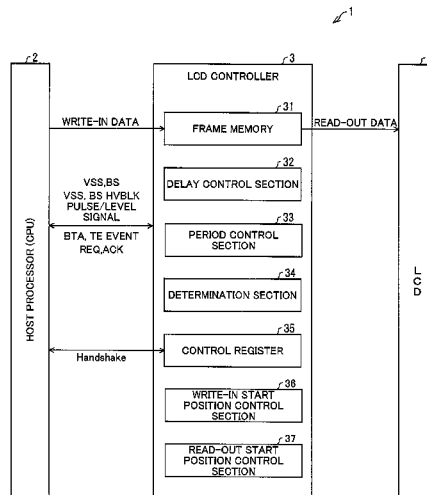 1
2
3
LCD CONTROLLER
31
WRITE-IN DATA
FRAME MEMORY
READ-OUT DATA
32
DELAY CONTROL SECTION
VSS,BS
VSS, BS HVBLK
PULSE/LEVEL
SIGNAL
BTA, TE EVENT
REQ,ACK
33
PERIOD CONTROL
SECTION
34
DETERMINATION SECTION
35
CONTROL REGISTER
Handshake
36
WRITE-IN START
POSITION CONTROL
SECTION
37
READ-OUT START
POSITION CONTROL
SECTION
HOST PROCESSOR (CPU)
LCD